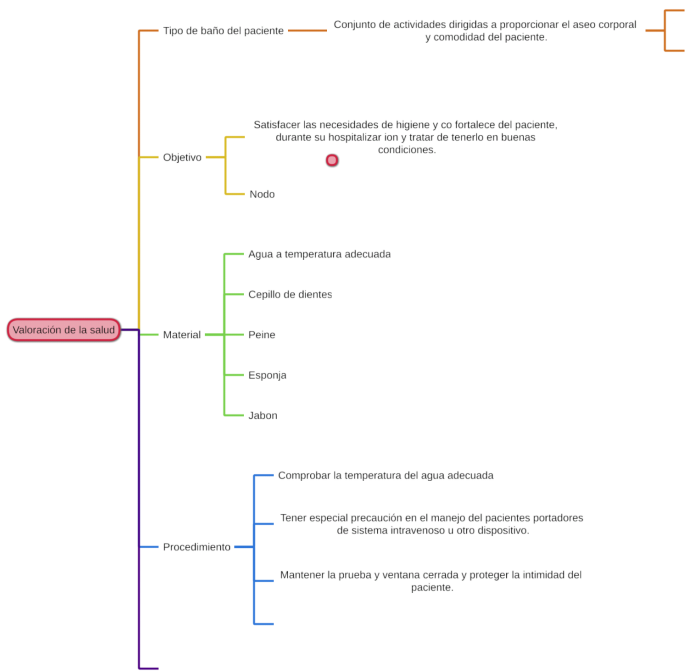 Tipo de baño del paciente
Conjunto de actividades dirigidas a proporcionar el aseo corporal
y comodidad del paciente.
Objetivo
Satisfacer las necesidades de higiene y co fortalece del paciente,
durante su hospitalizar ion y tratar de tenerlo en buenas
condiciones.
Nodo
Valoración de la salud
Material
Agua a temperatura adecuada
Cepillo de dientes
Peine
Esponja
Jabon
Procedimiento
Comprobar la temperatura del agua adecuada
Tener especial precaución en el manejo del pacientes portadores
de sistema intravenoso u otro dispositivo.
Mantener la prueba y ventana cerrada y proteger la intimidad del
paciente.